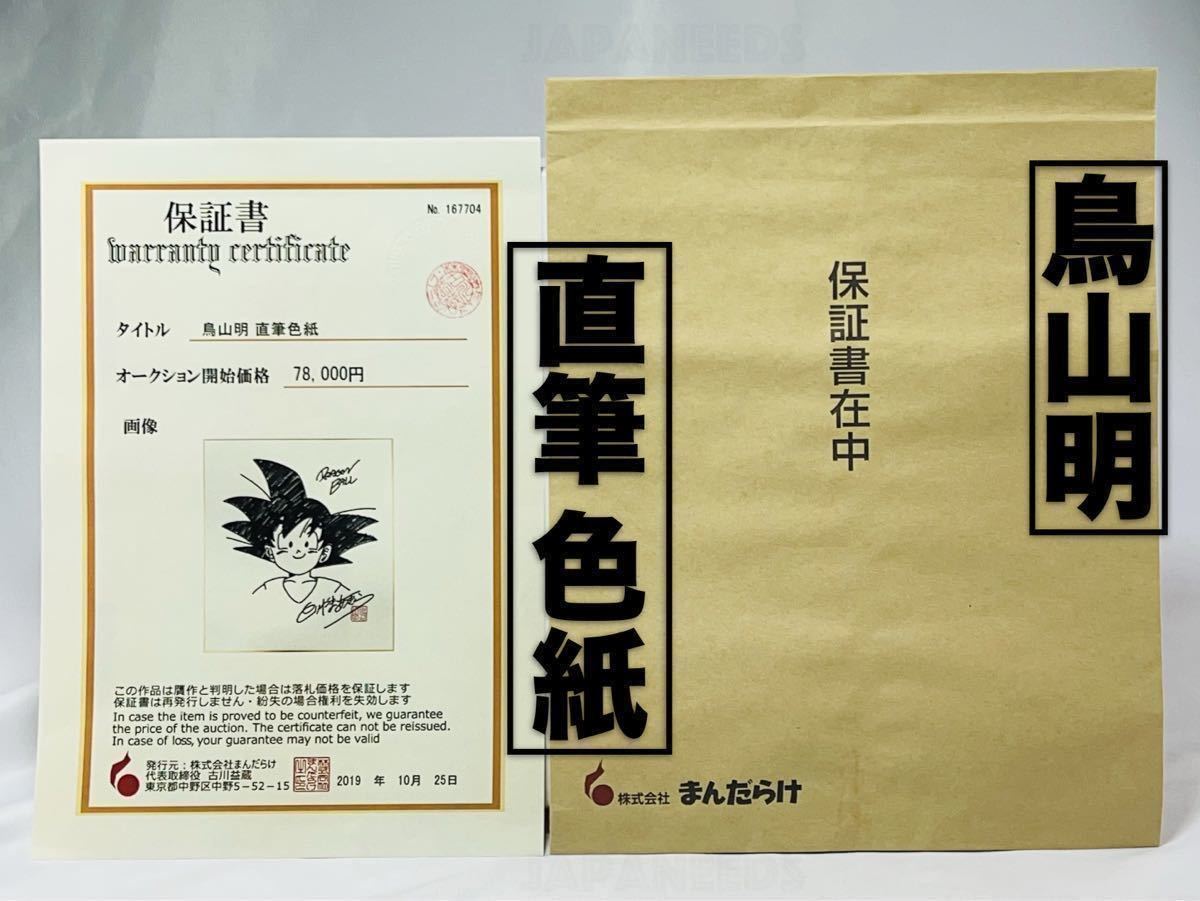 JAPANEEDS
保証書
warranty certificate
No. 167704
タイトル 鳥山明 直筆色紙
オークション開始価格 78,000円
画像
DRAGON
BALL
この作品は贋作と判明した場合は落札価格を保証します
保証書は再発行しません・紛失の場合権利を失効します
In case the item is proved to be counterfeit, we guarantee
the price of the auction. The certificate can not be reissued.
In case of loss, your guarantee may not be valid
発行元：株式会社まんだらけ
代表取締役 古川益蔵
東京都中野区中野5-52-15
2019 年 10月 25日
直筆色紙
保証書在中
鳥山明
株式会社 まんだらけ
JAPANEEDS